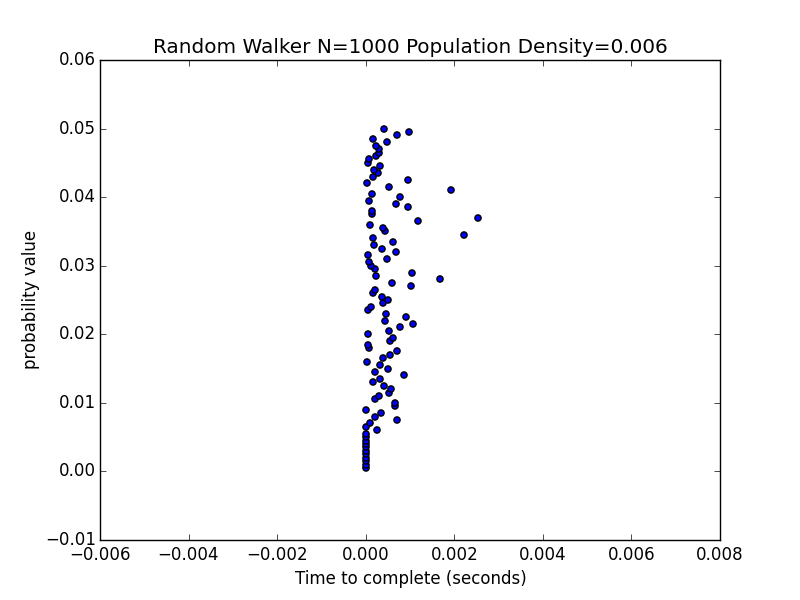 Random Walker N=1000 Population Density=0.006
0.06
0.05
0.04
0.03
0.02
0.01
0.00
−0.01
probability value
−0.006 −0.004 −0.002 0.000 0.002 0.004 0.006 0.008
Time to complete (seconds)